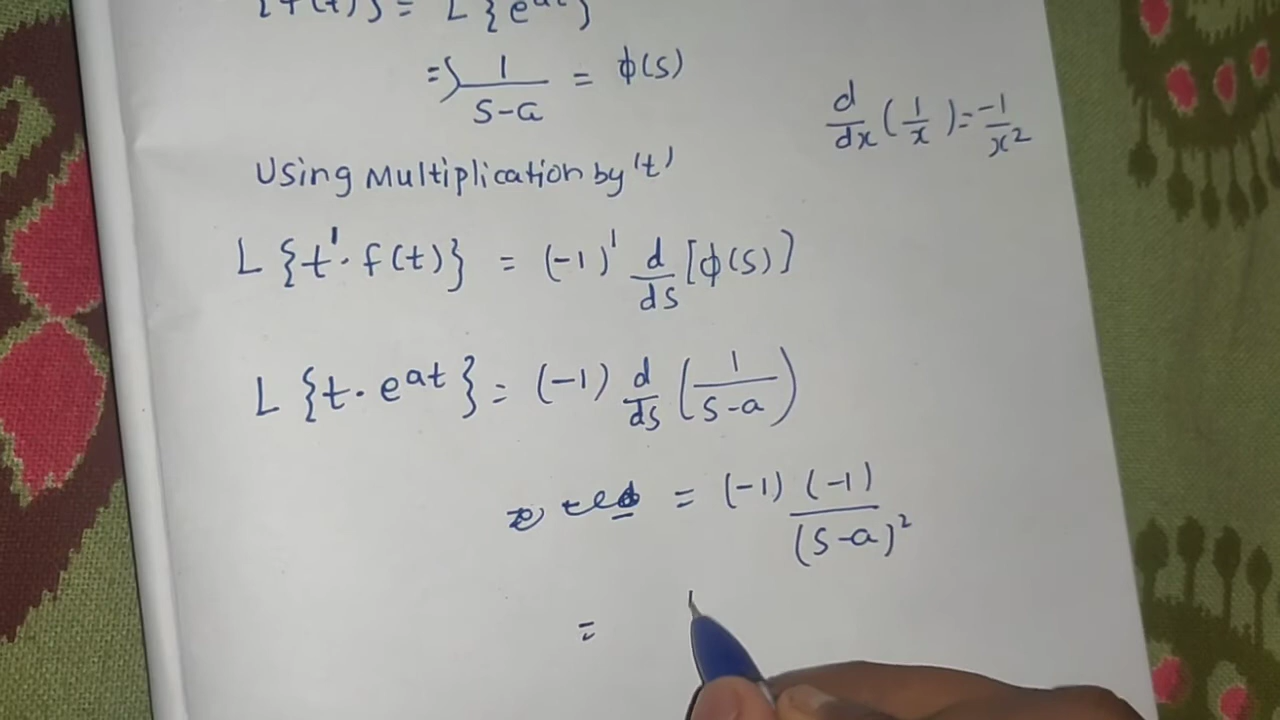 {f(t)} = L{e^at}
=> 1/(s-a) = φ(s)
d/dx (1/x) = -1/x²
Using Multiplication by 't'
L{t¹·f(t)} = (-1)¹ d/ds [φ(s)]
L{t·e^at} = (-1) d/ds (1/(s-a))
= (-1) (-1)/(s-a)²
=